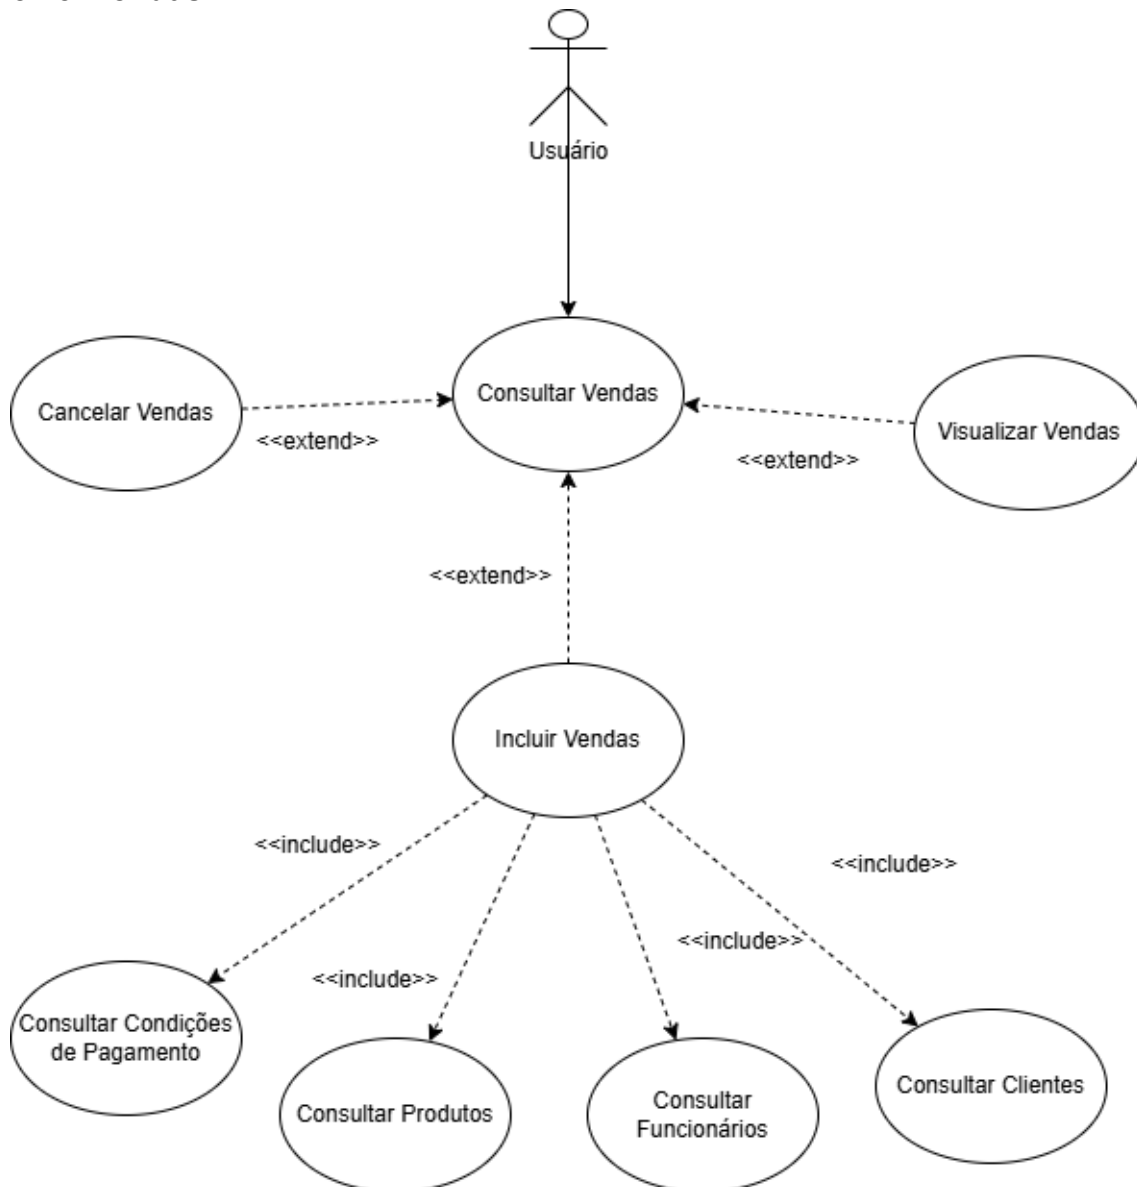 Usuário
Consultar Vendas
Cancelar Vendas
Visualizar Vendas
<<extend>>
<<extend>>
<<extend>>
Incluir Vendas
<<include>>
<<include>>
<<include>>
<<include>>
Consultar Condições
de Pagamento
Consultar Produtos
Consultar
Funcionários
Consultar Clientes